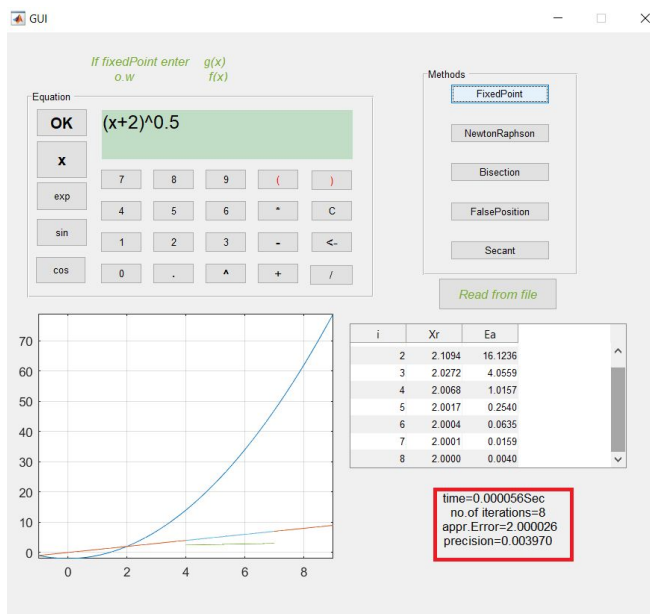 GUI
If fixedPoint enter g(x)
o.w f(x)
Equation
OK
(x+2)^0.5
x
7 8 9 ( )
exp
4 5 6 * C
sin
1 2 3 - <-
cos
0 . ^ + /
Methods
FixedPoint
NewtonRaphson
Bisection
FalsePosition
Secant
Read from file
70
60
50
40
30
20
10
0
0 2 4 6 8
i Xr Ea
2 2.1094 16.1236
3 2.0272 4.0559
4 2.0068 1.0157
5 2.0017 0.2540
6 2.0004 0.0635
7 2.0001 0.0159
8 2.0000 0.0040
time=0.000056Sec
no.of iterations=8
appr.Error=2.000026
precision=0.003970